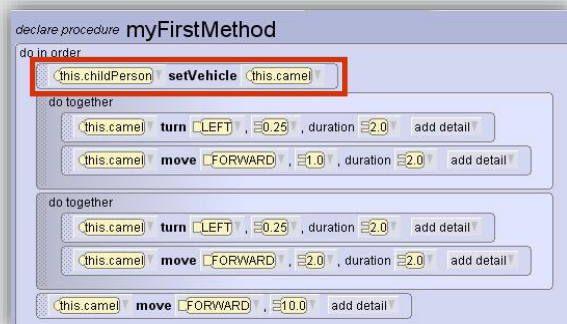 declare procedure myFirstMethod
do in order
this.childPerson setVehicle this.camel
do together
this.camel turn LEFT , 0.25 , duration 2.0 add detail
this.camel move FORWARD , 1.0 , duration 2.0 add detail
do together
this.camel turn LEFT , 0.25 , duration 2.0 add detail
this.camel move FORWARD , 2.0 , duration 2.0 add detail
this.camel move FORWARD , 10.0 add detail